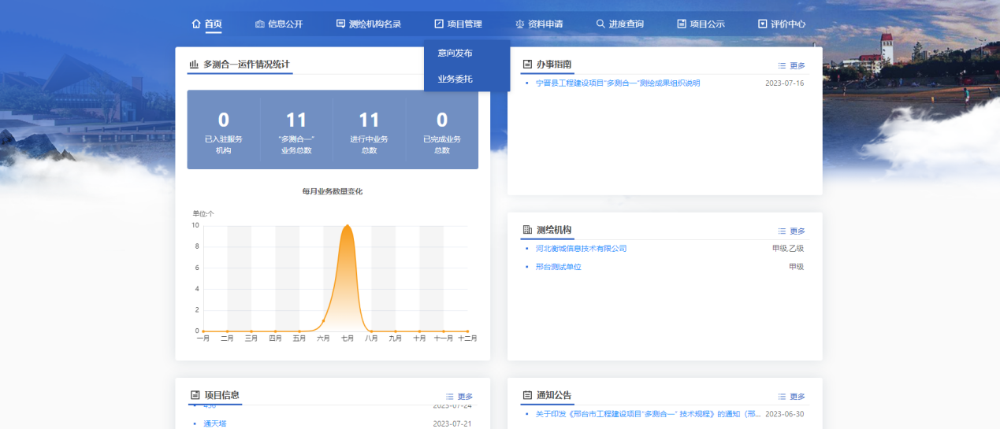 首页
信息公开
测绘机构名录
项目管理
资料申请
进度查询
项目公示
评价中心
意向发布
业务委托
多测合一运作情况统计
0
已入驻服务
机构
11
"多测合一"
业务总数
11
进行中业务
总数
0
已完成业务
总数
每月业务数量变化
单位:个
10
8
6
4
2
0
一月 二月 三月 四月 五月 六月 七月 八月 九月 十月 十一月 十二月
办事指南
更多
宁晋县工程建设项目"多测合一"测绘成果组织说明 2023-07-16
测绘机构
更多
河北衡城信息技术有限公司 甲级,乙级
邢台测试单位 甲级
项目信息
更多
456 2023-07-24
通天塔 2023-07-21
通知公告
更多
关于印发《邢台市工程建设项目"多测合一" 技术规程》的通知（邢... 2023-06-30